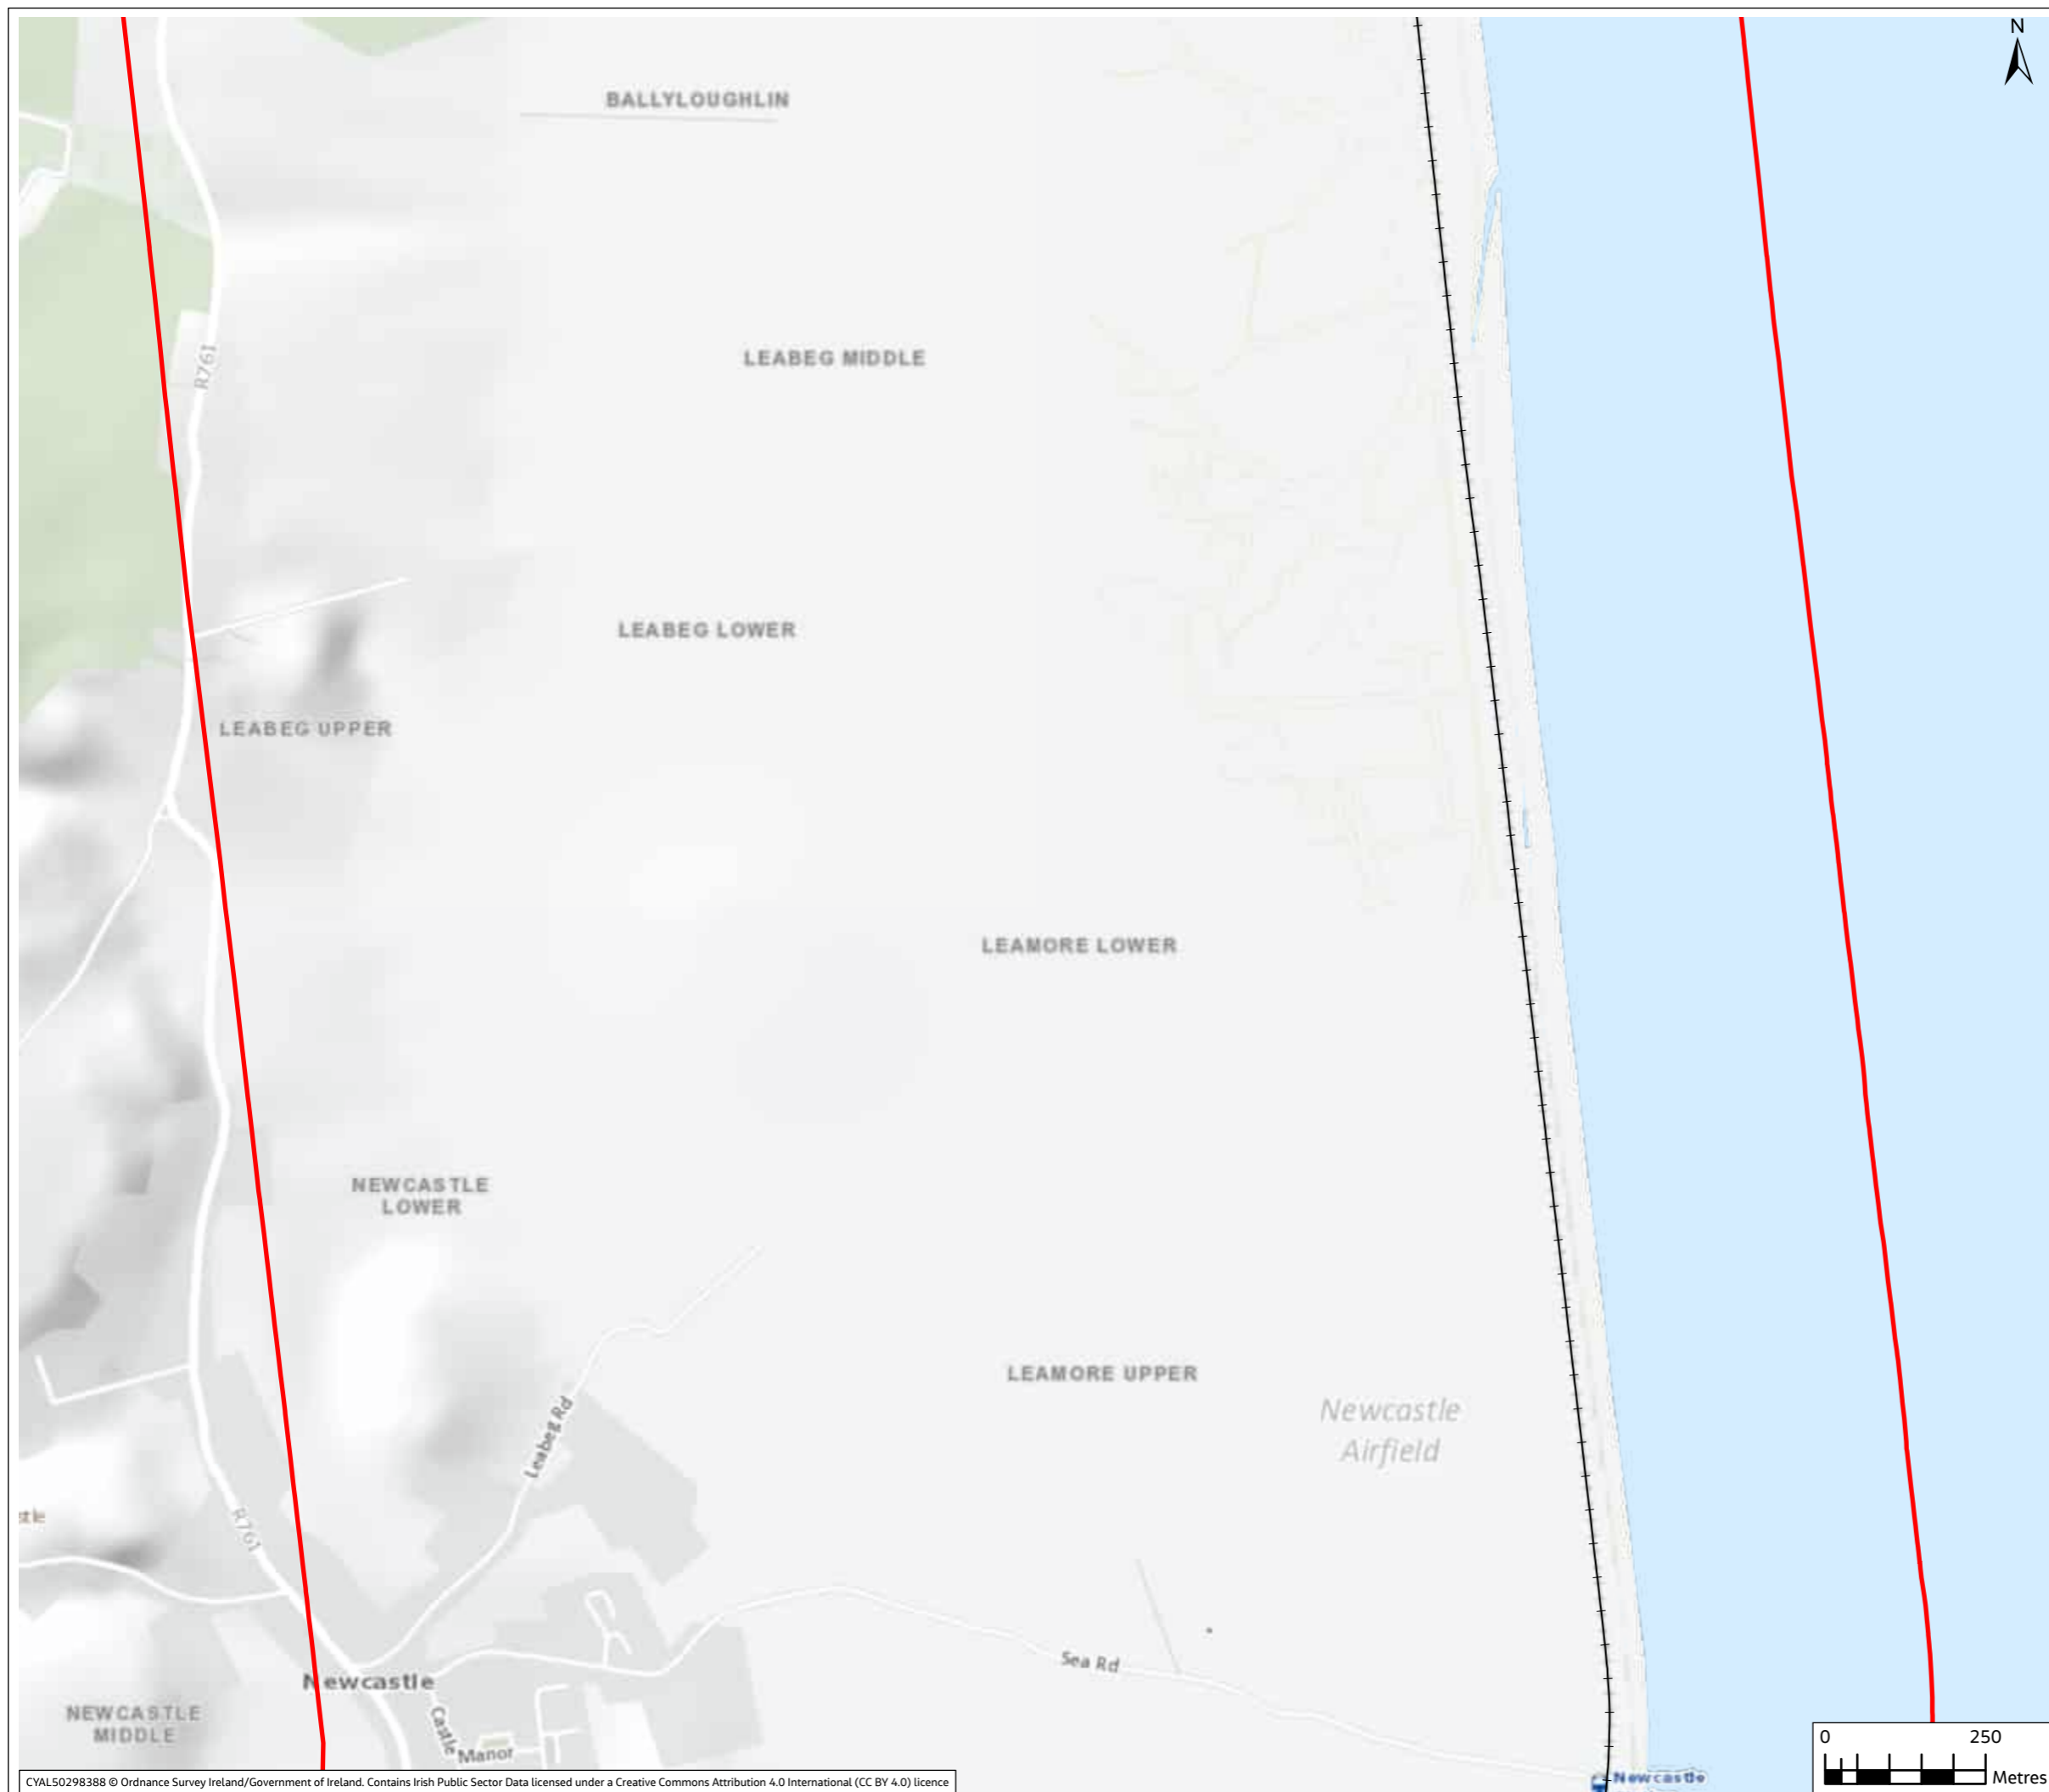 N
BALLYLOUGHLIN
R761
LEABEG MIDDLE
LEABEG LOWER
LEABEG UPPER
LEAMORE LOWER
NEWCASTLE
LOWER
LEAMORE UPPER
Newcastle
Airfield
Leabeg Rd
stle
R761
Sea Rd
Newcastle
NEWCASTLE
MIDDLE
Castle
Manor
0 250
Metres
Newcastle
CYAL50298388 © Ordnance Survey Ireland/Government of Ireland. Contains Irish Public Sector Data licensed under a Creative Commons Attribution 4.0 International (CC BY 4.0) licence